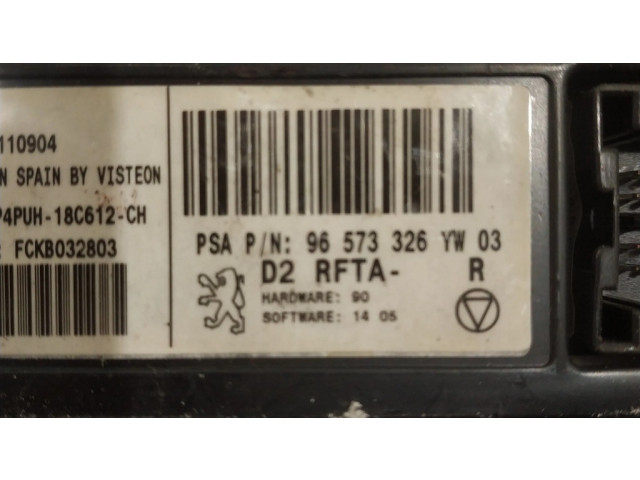 110904
N SPAIN BY VISTEON
P4PUH-18C612-CH
: FCKB032803
PSA P/N: 96 573 326 YW 03
D2 RFTA- R
HARDWARE: 90
SOFTWARE: 14 05